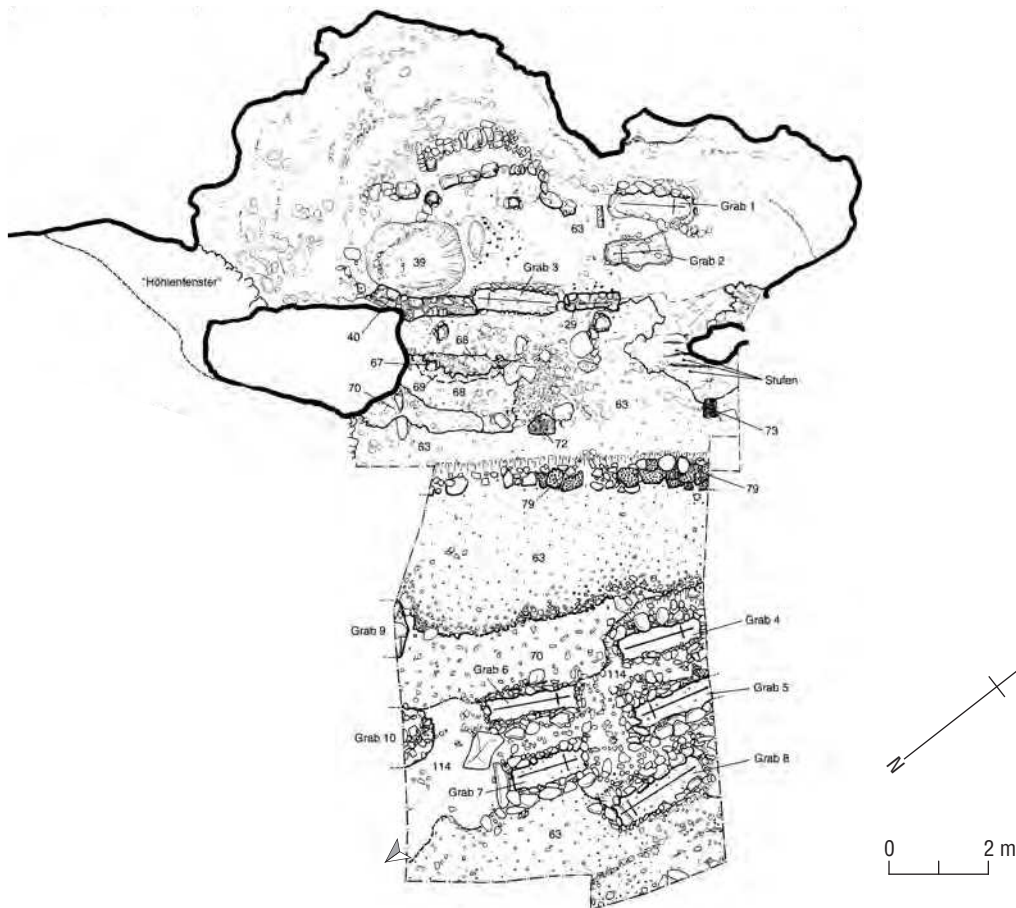 Grab 1
63
Grab 2
"Höhlenfenster"
39
Grab 3
29
40
68
67
69
68
70
Stufen
63
63
72
73
79
79
63
Grab 9
Grab 4
70
Grab 6
114
Grab 5
Grab 10
114
Grab 7
Grab 8
63
N
0 2 m